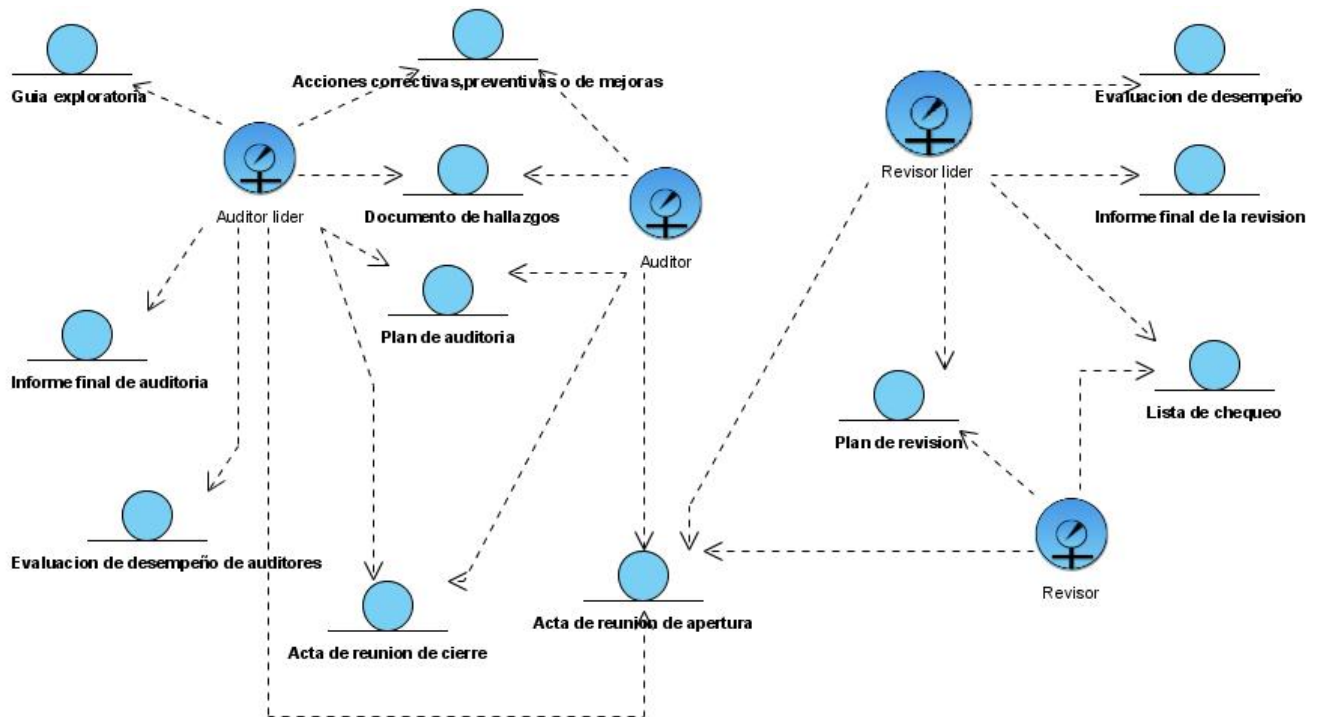 Guia exploratoria
Acciones correctivas,preventivas o de mejoras
Evaluacion de desempeño
Revisor lider
Auditor lider
Documento de hallazgos
Informe final de la revision
Auditor
Plan de auditoria
Informe final de auditoria
Lista de chequeo
Plan de revision
Evaluacion de desempeño de auditores
Revisor
Acta de reunion de apertura
Acta de reunion de cierre